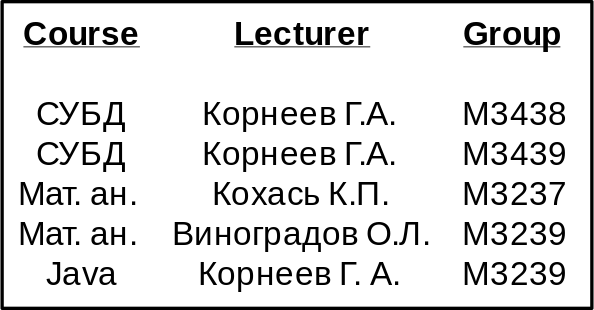 Course Lecturer Group
СУБД Корнеев Г.А. M3438
СУБД Корнеев Г.А. M3439
Мат. ан. Кохась К.П. M3237
Мат. ан. Виноградов О.Л. M3239
Java Корнеев Г. А. M3239